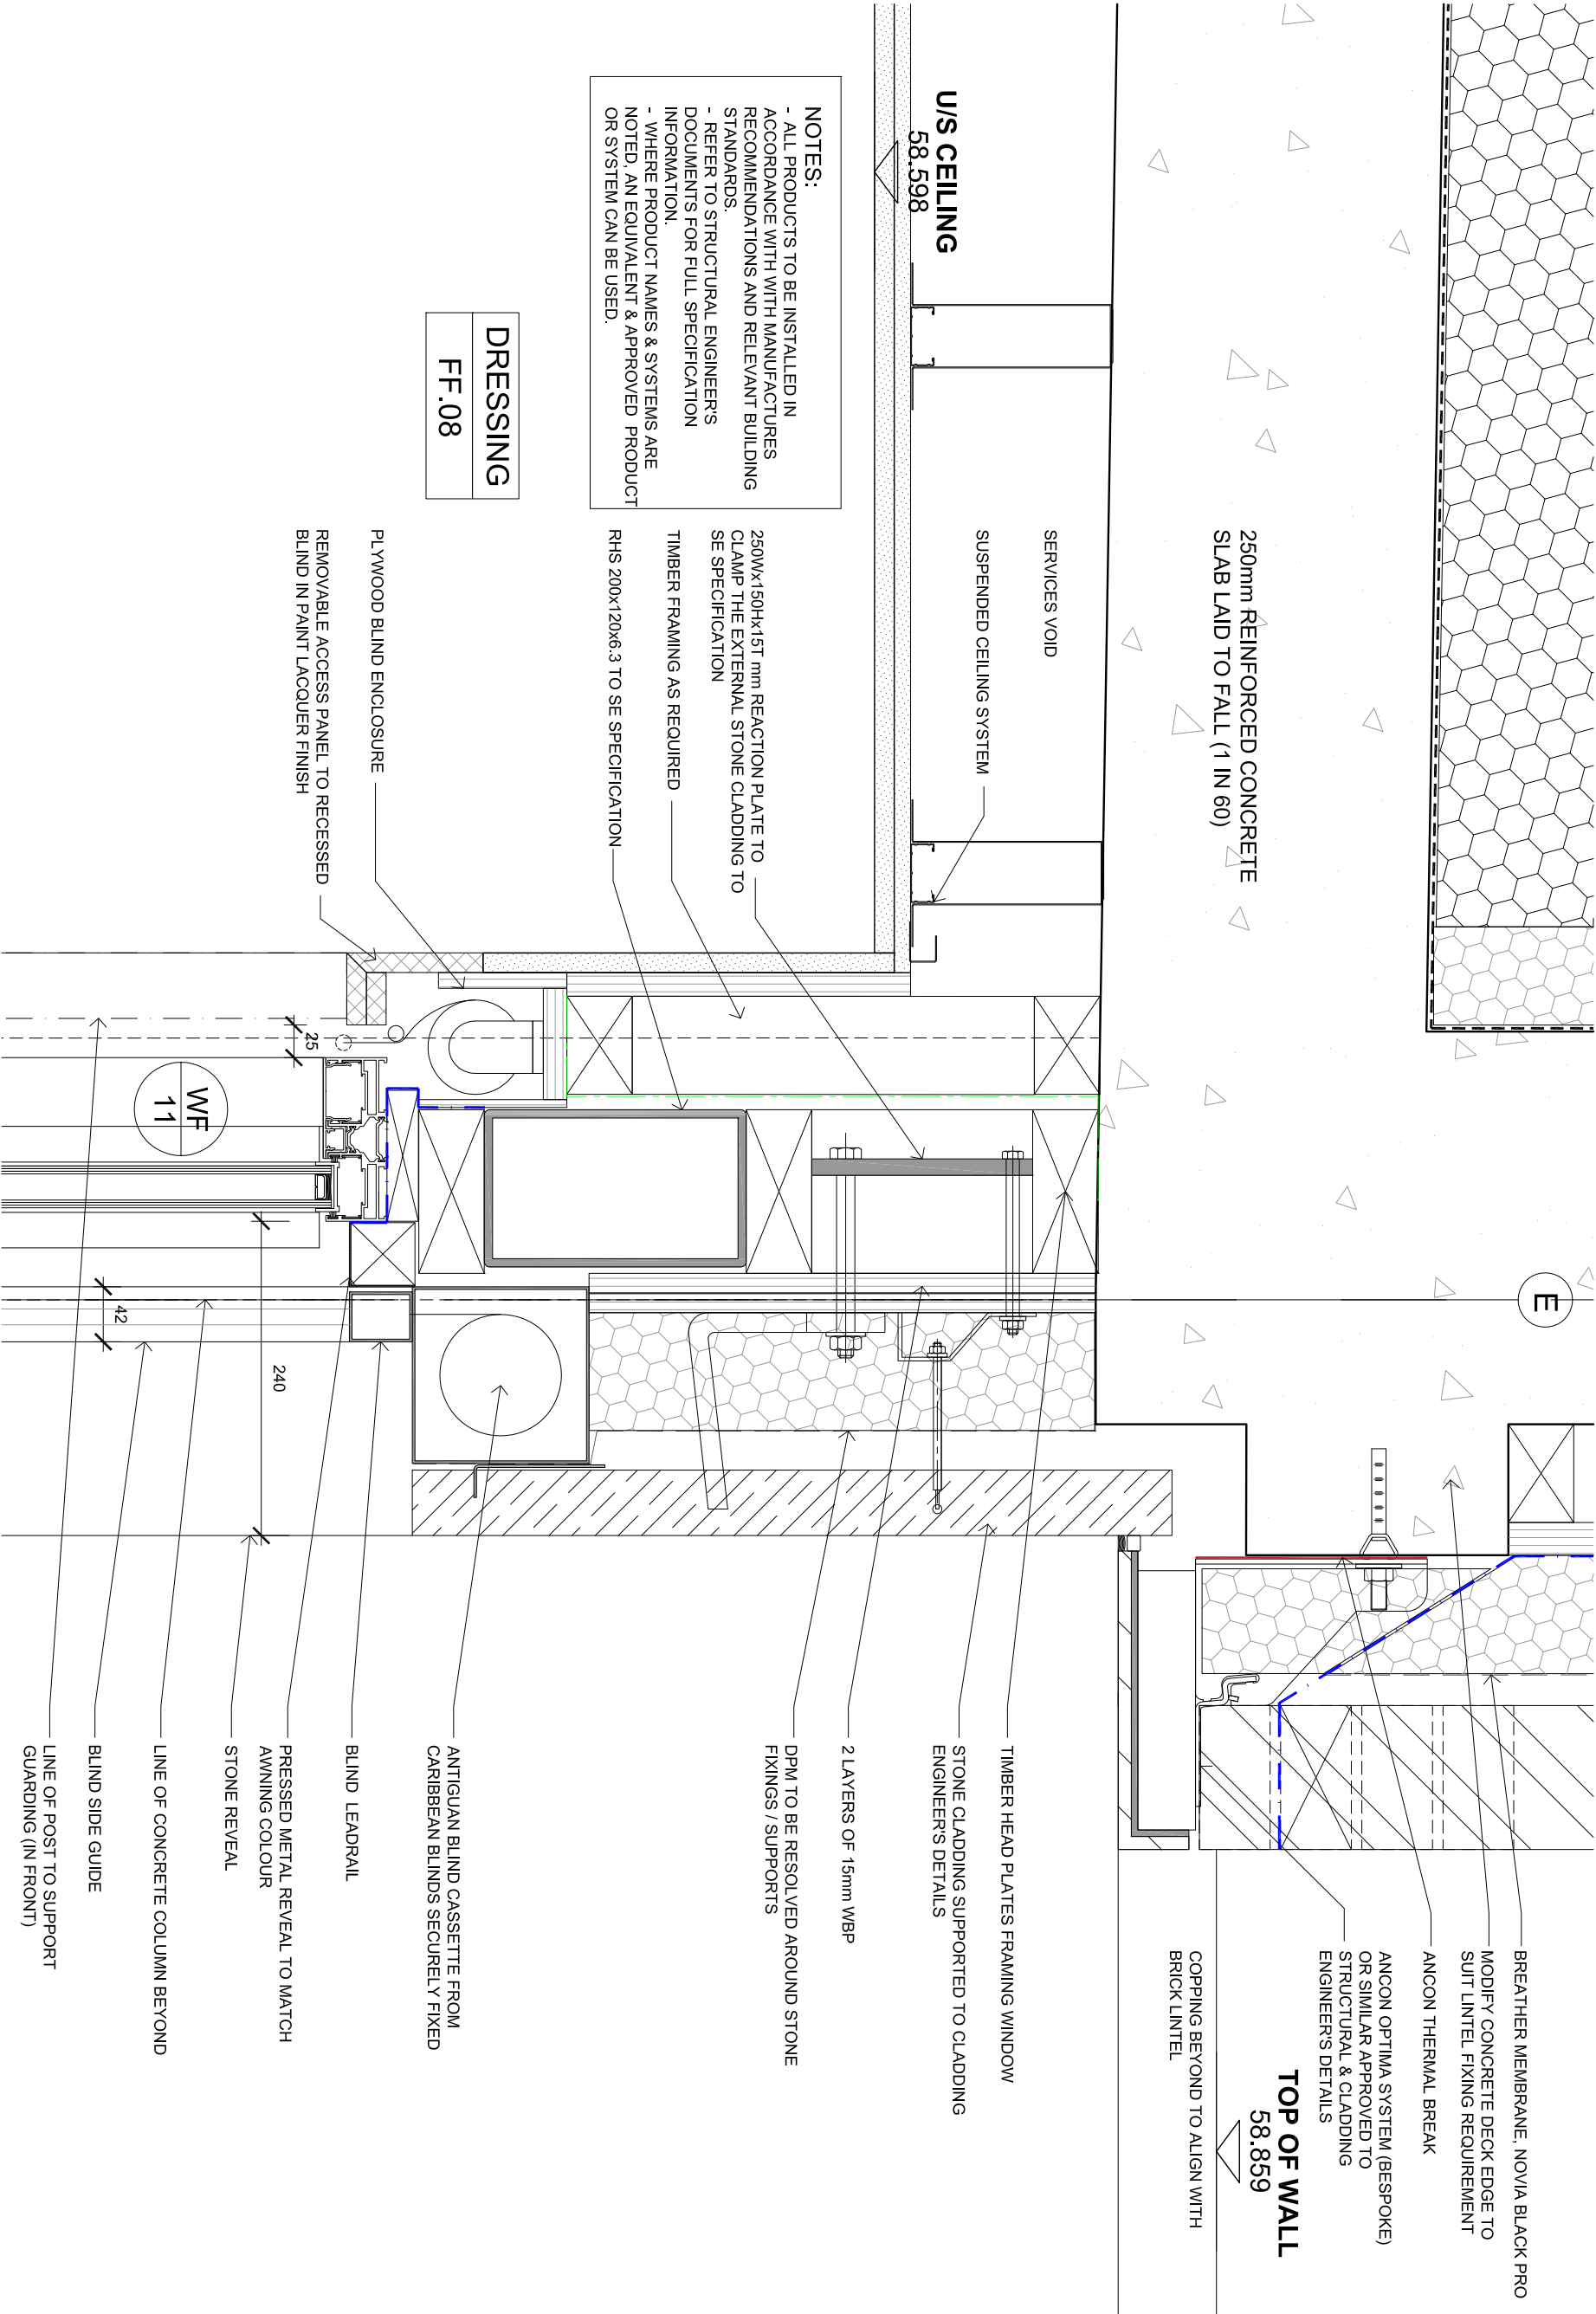 250mm REINFORCED CONCRETE
SLAB LAID TO FALL (1 IN 60)
E
U/S CEILING
58.598
SERVICES VOID
SUSPENDED CEILING SYSTEM
NOTES:
- ALL PRODUCTS TO BE INSTALLED IN
ACCORDANCE WITH WITH MANUFACTURES
RECOMMENDATIONS AND RELEVANT BUILDING
STANDARDS.
- REFER TO STRUCTURAL ENGINEER'S
DOCUMENTS FOR FULL SPECIFICATION
INFORMATION.
- WHERE PRODUCT NAMES & SYSTEMS ARE
NOTED, AN EQUIVALENT & APPROVED PRODUCT
OR SYSTEM CAN BE USED.
250Wx150Hx15T mm REACTION PLATE TO
CLAMP THE EXTERNAL STONE CLADDING TO
SE SPECIFICATION
TIMBER FRAMING AS REQUIRED
RHS 200x120x6.3 TO SE SPECIFICATION
DRESSING
FF.08
PLYWOOD BLIND ENCLOSURE
REMOVABLE ACCESS PANEL TO RECESSED
BLIND IN PAINT LACQUER FINISH
25
WF
11
240
42
BREATHER MEMBRANE, NOVIA BLACK PRO
MODIFY CONCRETE DECK EDGE TO
SUIT LINTEL FIXING REQUIREMENT
ANCON THERMAL BREAK
ANCON OPTIMA SYSTEM (BESPOKE)
OR SIMILAR APPROVED TO
STRUCTURAL & CLADDING
ENGINEER'S DETAILS
TOP OF WALL
58.859
COPPING BEYOND TO ALIGN WITH
BRICK LINTEL
TIMBER HEAD PLATES FRAMING WINDOW
STONE CLADDING SUPPORTED TO CLADDING
ENGINEER'S DETAILS
2 LAYERS OF 15mm WBP
DPM TO BE RESOLVED AROUND STONE
FIXINGS / SUPPORTS
ANTIGUAN BLIND CASSETTE FROM
CARIBBEAN BLINDS SECURELY FIXED
BLIND LEADRAIL
PRESSED METAL REVEAL TO MATCH
AWNING COLOUR
STONE REVEAL
LINE OF CONCRETE COLUMN BEYOND
BLIND SIDE GUIDE
LINE OF POST TO SUPPORT
GUARDING (IN FRONT)